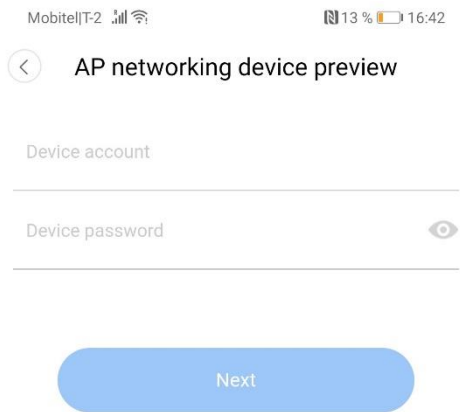 Mobitel|T-2 13 % 16:42
AP networking device preview
Device account
Device password
Next